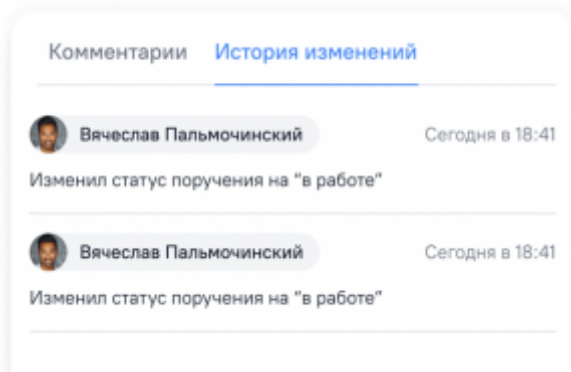 Комментарии История изменений
Вячеслав Пальмочинский Сегодня в 18:41
Изменил статус поручения на "в работе"
Вячеслав Пальмочинский Сегодня в 18:41
Изменил статус поручения на "в работе"